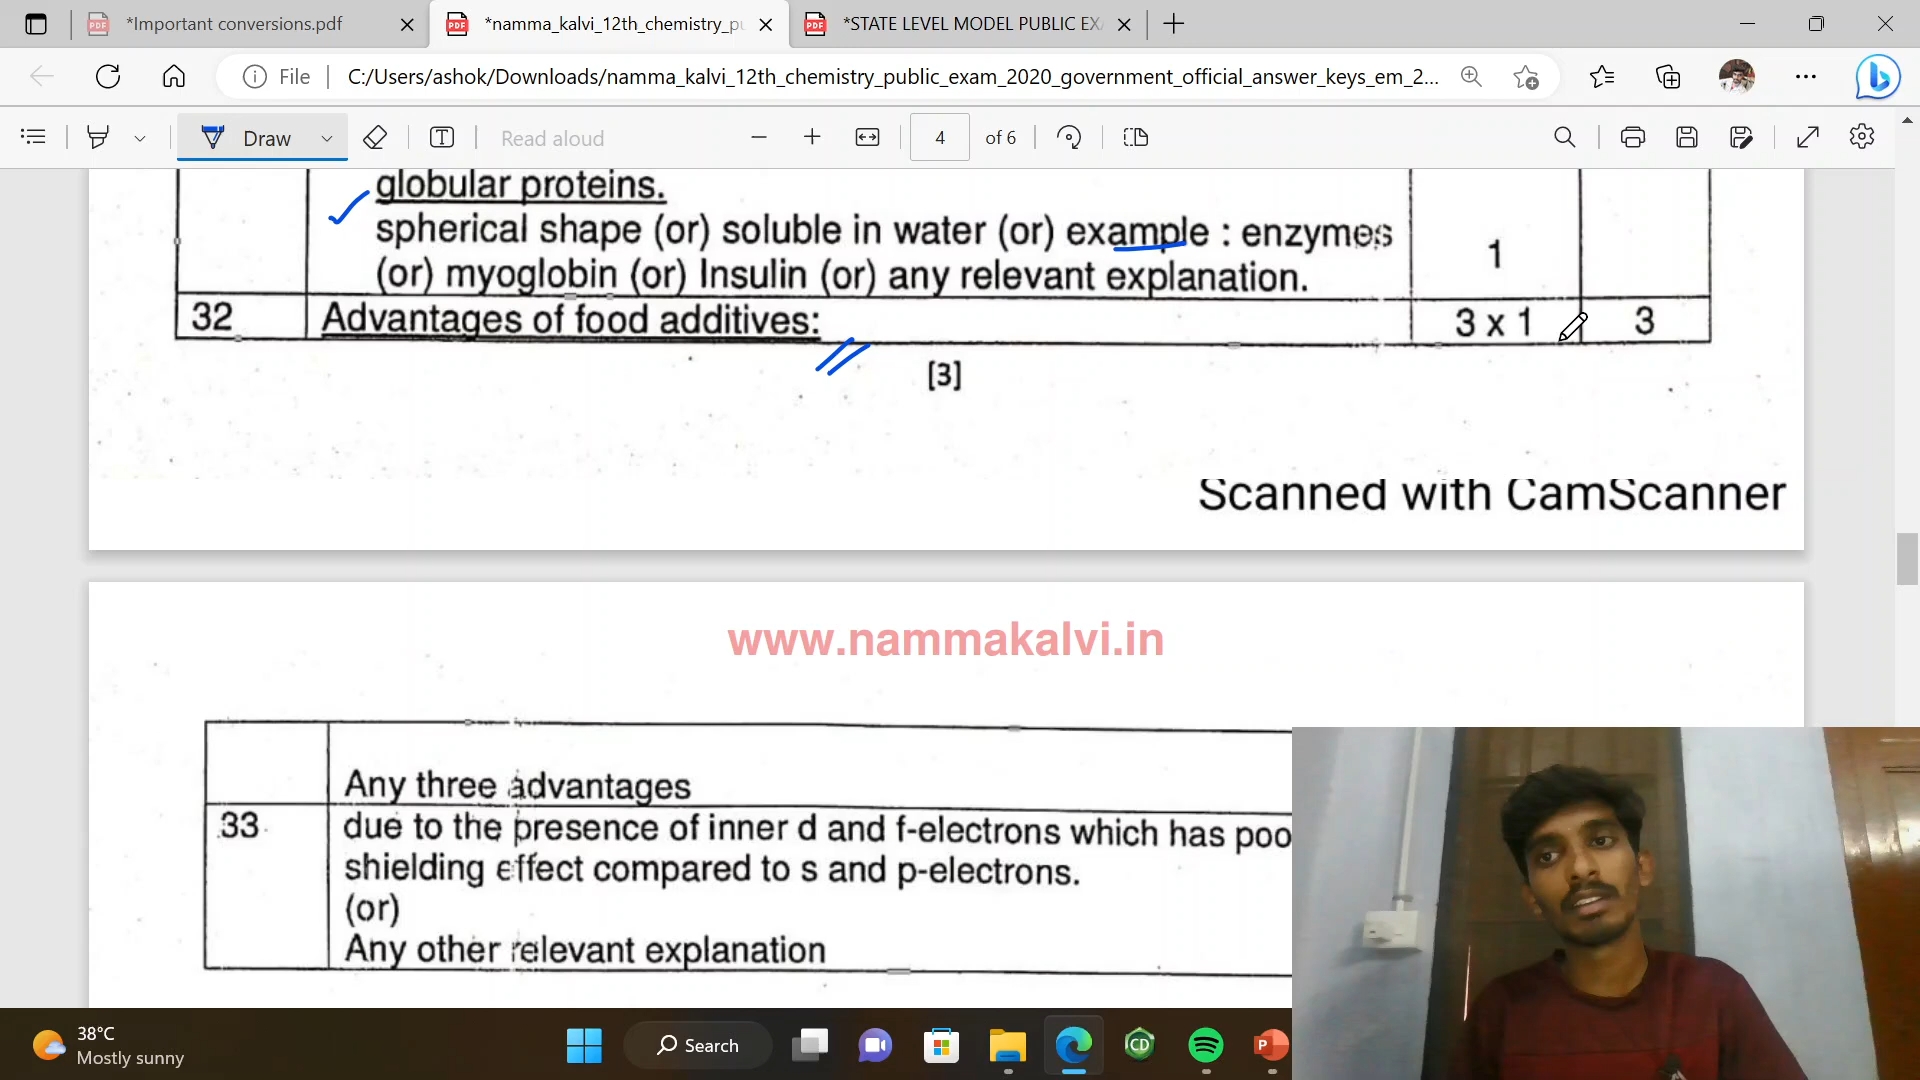 *Important conversions.pdf
*namma_kalvi_12th_chemistry_pu
*STATE LEVEL MODEL PUBLIC EX
File
C:/Users/ashok/Downloads/namma_kalvi_12th_chemistry_public_exam_2020_government_official_answer_keys_em_2...
Draw
Read aloud
4
of 6
globular proteins.
spherical shape (or) soluble in water (or) example : enzymes
(or) myoglobin (or) Insulin (or) any relevant explanation.
1
32
Advantages of food additives:
3 x 1
3
[3]
Scanned with CamScanner
www.nammakalvi.in
Any three advantages
33
due to the presence of inner d and f-electrons which has poo
shielding effect compared to s and p-electrons.
(or)
Any other relevant explanation
38°C
Mostly sunny
Search